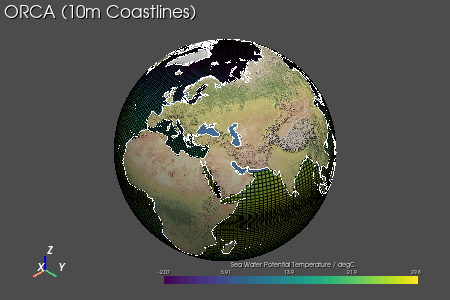 ORCA (10m Coastlines)
Z
X Y
Sea Water Potential Temperature / degC
-2.07 5.91 13.9 21.9 29.8